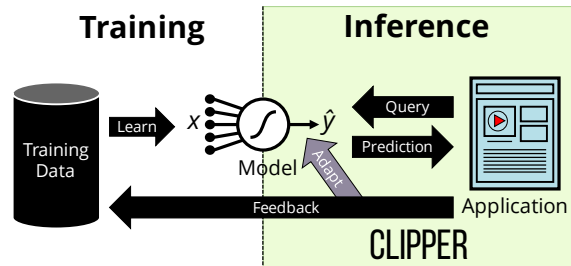 Training
Inference
Learn
x
ŷ
Query
Prediction
Training
Data
Model
Adapt
Feedback
Application
CLIPPER